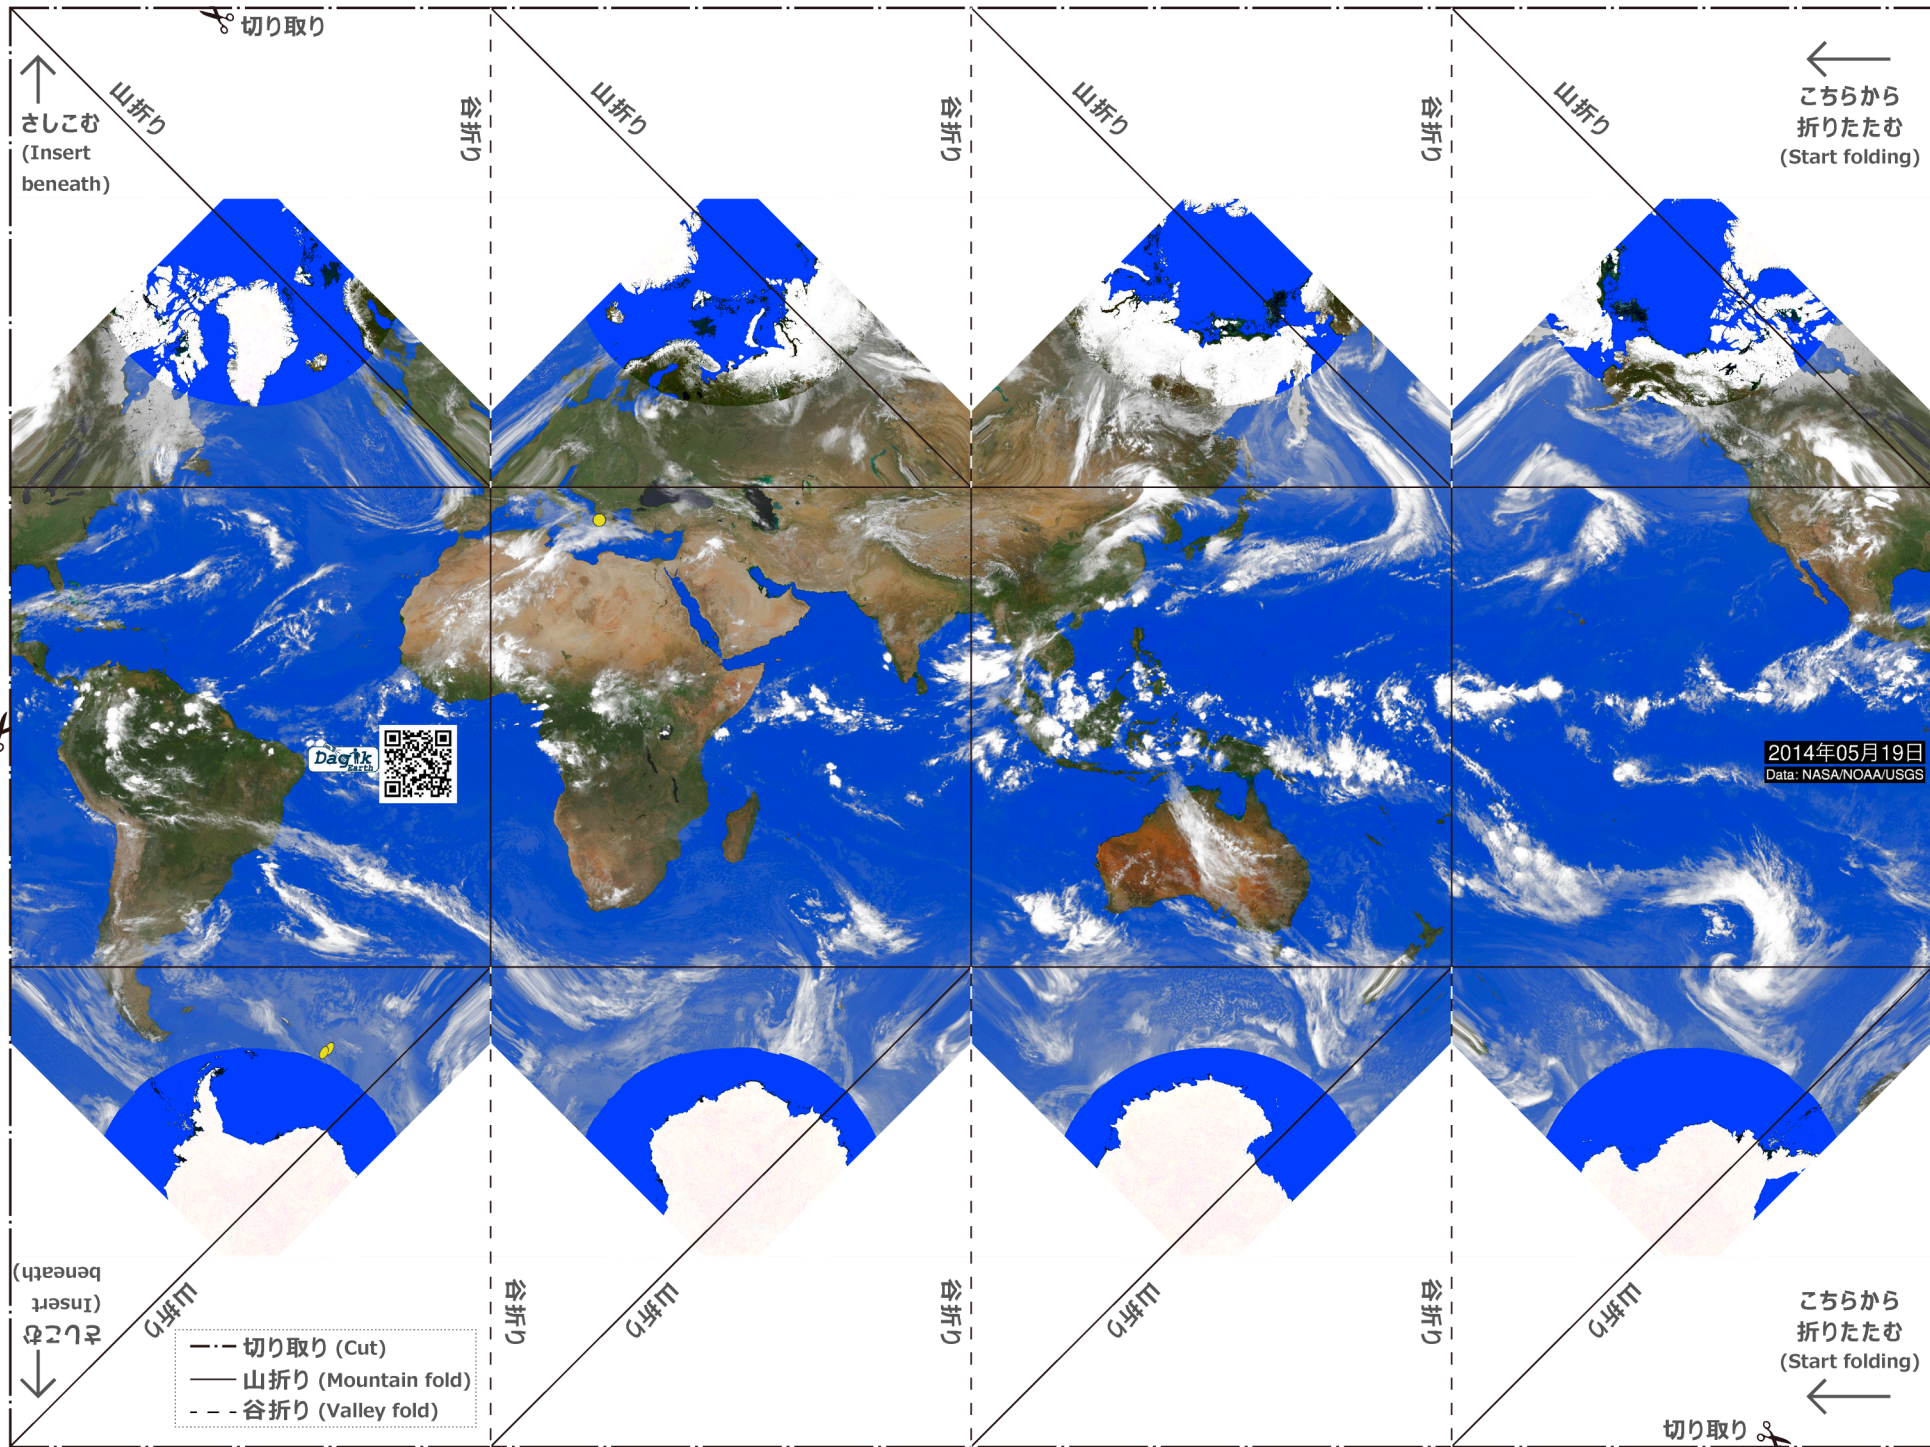 切り取り
山折り
谷折り
山折り
谷折り
山折り
谷折り
山折り
さしこむ
(Insert
beneath)
こちらから
折りたたむ
(Start folding)
Dagik
Earth
2014年05月19日
Data: NASA/NOAA/USGS
さしこむ
(Insert
beneath)
山折り
谷折り
山折り
谷折り
山折り
谷折り
山折り
こちらから
折りたたむ
(Start folding)
切り取り (Cut)
山折り (Mountain fold)
谷折り (Valley fold)
切り取り